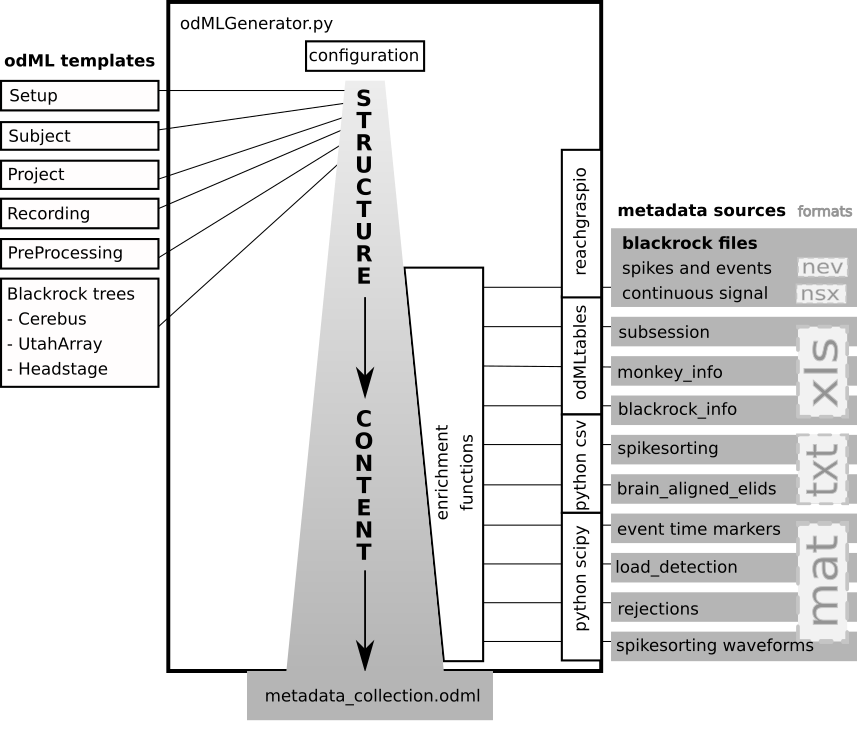 odMLGenerator.py
configuration
odML templates
Setup
Subject
Project
Recording
PreProcessing
Blackrock trees
- Cerebus
- UtahArray
- Headstage
STRUCTURE
CONTENT
metadata_collection.odml
enrichment
functions
reachgraspio
odMLtables
python csv
python scipy
metadata sources formats
blackrock files
spikes and events nev
continuous signal nsx
subsession
monkey_info
blackrock_info
xls
spikesorting
brain_aligned_elids
txt
event time markers
load_detection
rejections
spikesorting waveforms
mat